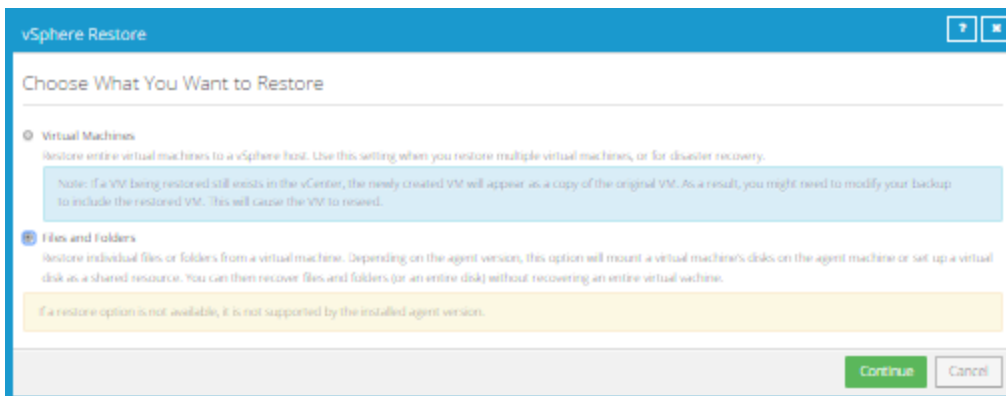 vSphere Restore
? ×
Choose What You Want to Restore
Virtual Machines
Restore entire virtual machines to a vSphere host. Use this setting when you restore multiple virtual machines, or for disaster recovery.
Note: If a VM being restored still exists in the vCenter, the newly created VM will appear as a copy of the original VM. As a result, you might need to modify your backup
to include the restored VM. This will cause the VM to reseed.
Files and Folders
Restore individual files or folders from a virtual machine. Depending on the agent version, this option will mount a virtual machine's disks on the agent machine or set up a virtual
disk as a shared resource. You can then recover files and folders (or an entire disk) without recovering an entire virtual vachine.
If a restore option is not available, it is not supported by the installed agent version.
Continue Cancel